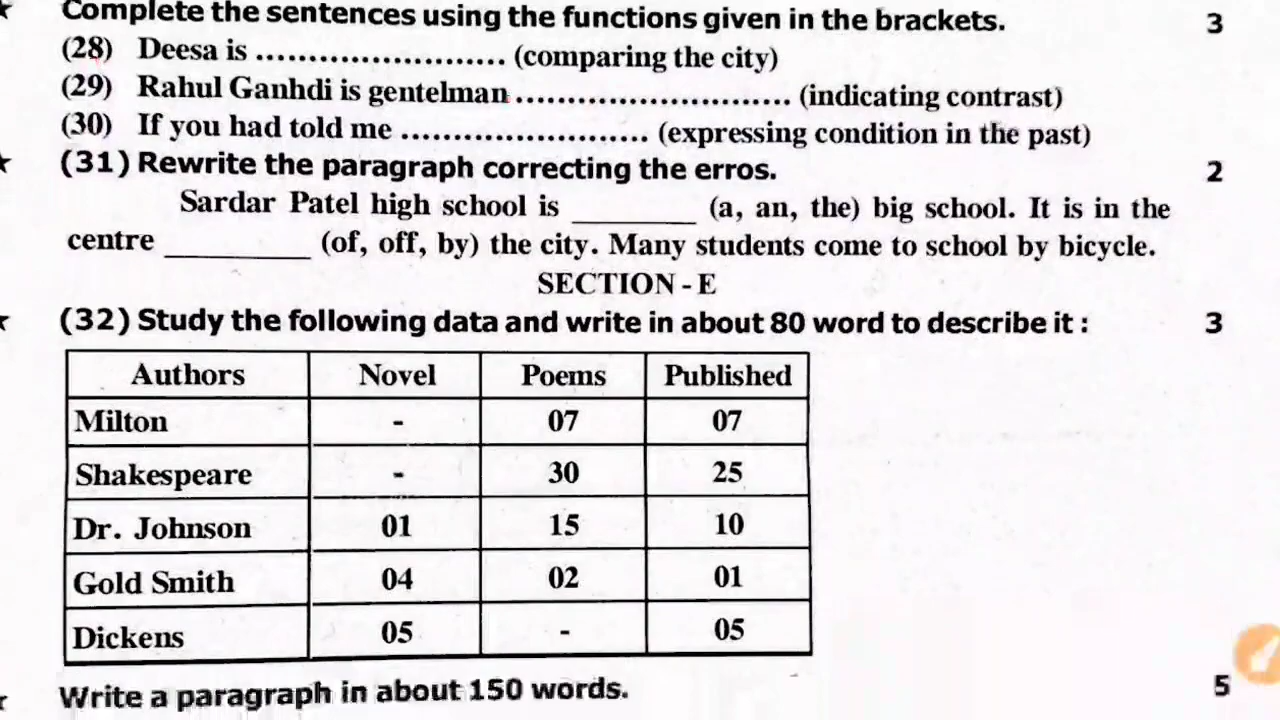 Complete the sentences using the functions given in the brackets. 3
(28) Deesa is ........................ (comparing the city)
(29) Rahul Ganhdi is gentelman .......................... (indicating contrast)
(30) If you had told me ........................ (expressing condition in the past)
(31) Rewrite the paragraph correcting the erros. 2
Sardar Patel high school is ________ (a, an, the) big school. It is in the
centre __________ (of, off, by) the city. Many students come to school by bicycle.
SECTION - E
(32) Study the following data and write in about 80 word to describe it : 3
Authors Novel Poems Published
Milton - 07 07
Shakespeare - 30 25
Dr. Johnson 01 15 10
Gold Smith 04 02 01
Dickens 05 - 05
Write a paragraph in about 150 words. 5